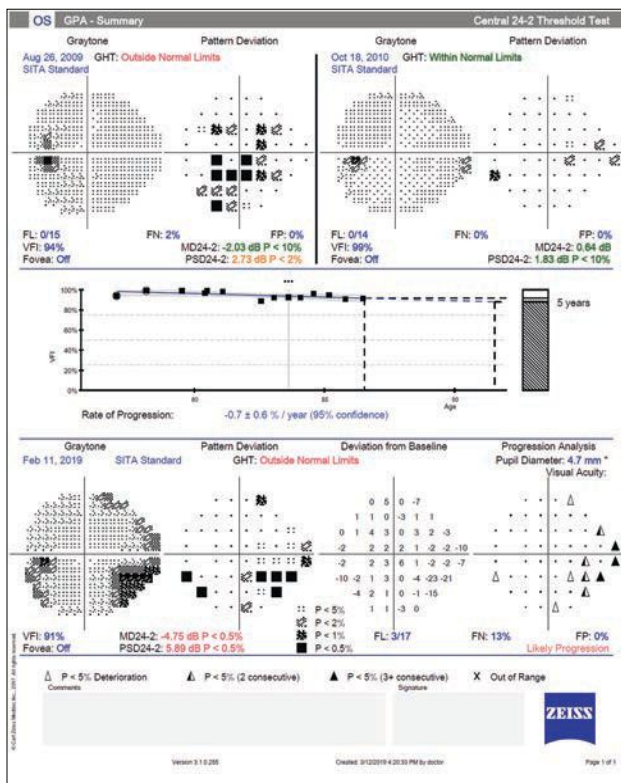 OS GPA - Summary Central 24-2 Threshold Test
Graytone Pattern Deviation Graytone Pattern Deviation
Aug 26, 2009 GHT: Outside Normal Limits Oct 18, 2010 GHT: Within Normal Limits
SITA Standard SITA Standard
FL: 0/15 FN: 2% FP: 0% FL: 0/14 FN: 0% FP: 0%
VFI: 94% MD24-2: -2.03 dB P < 10% VFI: 99% MD24-2: 0.64 dB
Fovea: Off PSD24-2: 2.73 dB P < 2% Fovea: Off PSD24-2: 1.83 dB P < 10%
100%
80%
60%
VFI
40%
20%
0%
5 years
Age
Rate of Progression: -0.7 ± 0.6 % / year (95% confidence)
Graytone Pattern Deviation Deviation from Baseline Progression Analysis
Feb 11, 2019 SITA Standard GHT: Outside Normal Limits Pupil Diameter: 4.7 mm *
Visual Acuity:
0 5 0 -7
1 1 0 -3 1 1
0 1 4 3 0 3 2 -3
-2 2 2 2 1 -2 -2 -10
-2 2 3 6 1 -2 -2 -7
-10 -2 1 3 0 -4 -23 -21
-4 2 1 0 -1 -15
1 1 -3 0
P < 5%
P < 2%
P < 1%
P < 0.5%
VFI: 91% MD24-2: -4.75 dB P < 0.5% FL: 3/17 FN: 13% FP: 0%
Fovea: Off PSD24-2: 5.89 dB P < 0.5% Likely Progression
P < 5% Deterioration P < 5% (2 consecutive) P < 5% (3+ consecutive) X Out of Range
Comments Signature
ZEISS
Created: 3/12/2019 4:20:33 PM by doctor Page 1 of 1